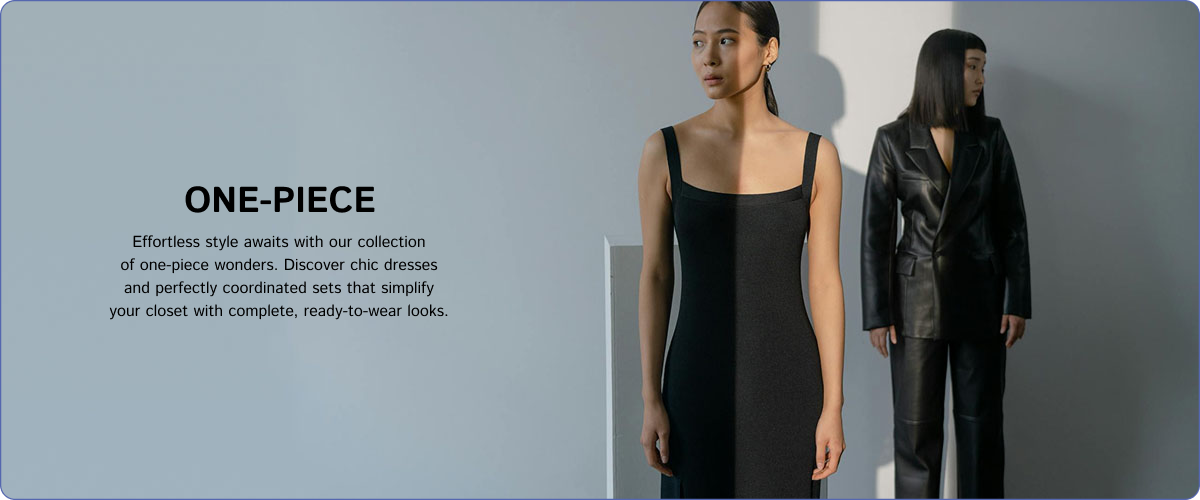 ONE-PIECE
Effortless style awaits with our collection
of one-piece wonders. Discover chic dresses
and perfectly coordinated sets that simplify
your closet with complete, ready-to-wear looks.